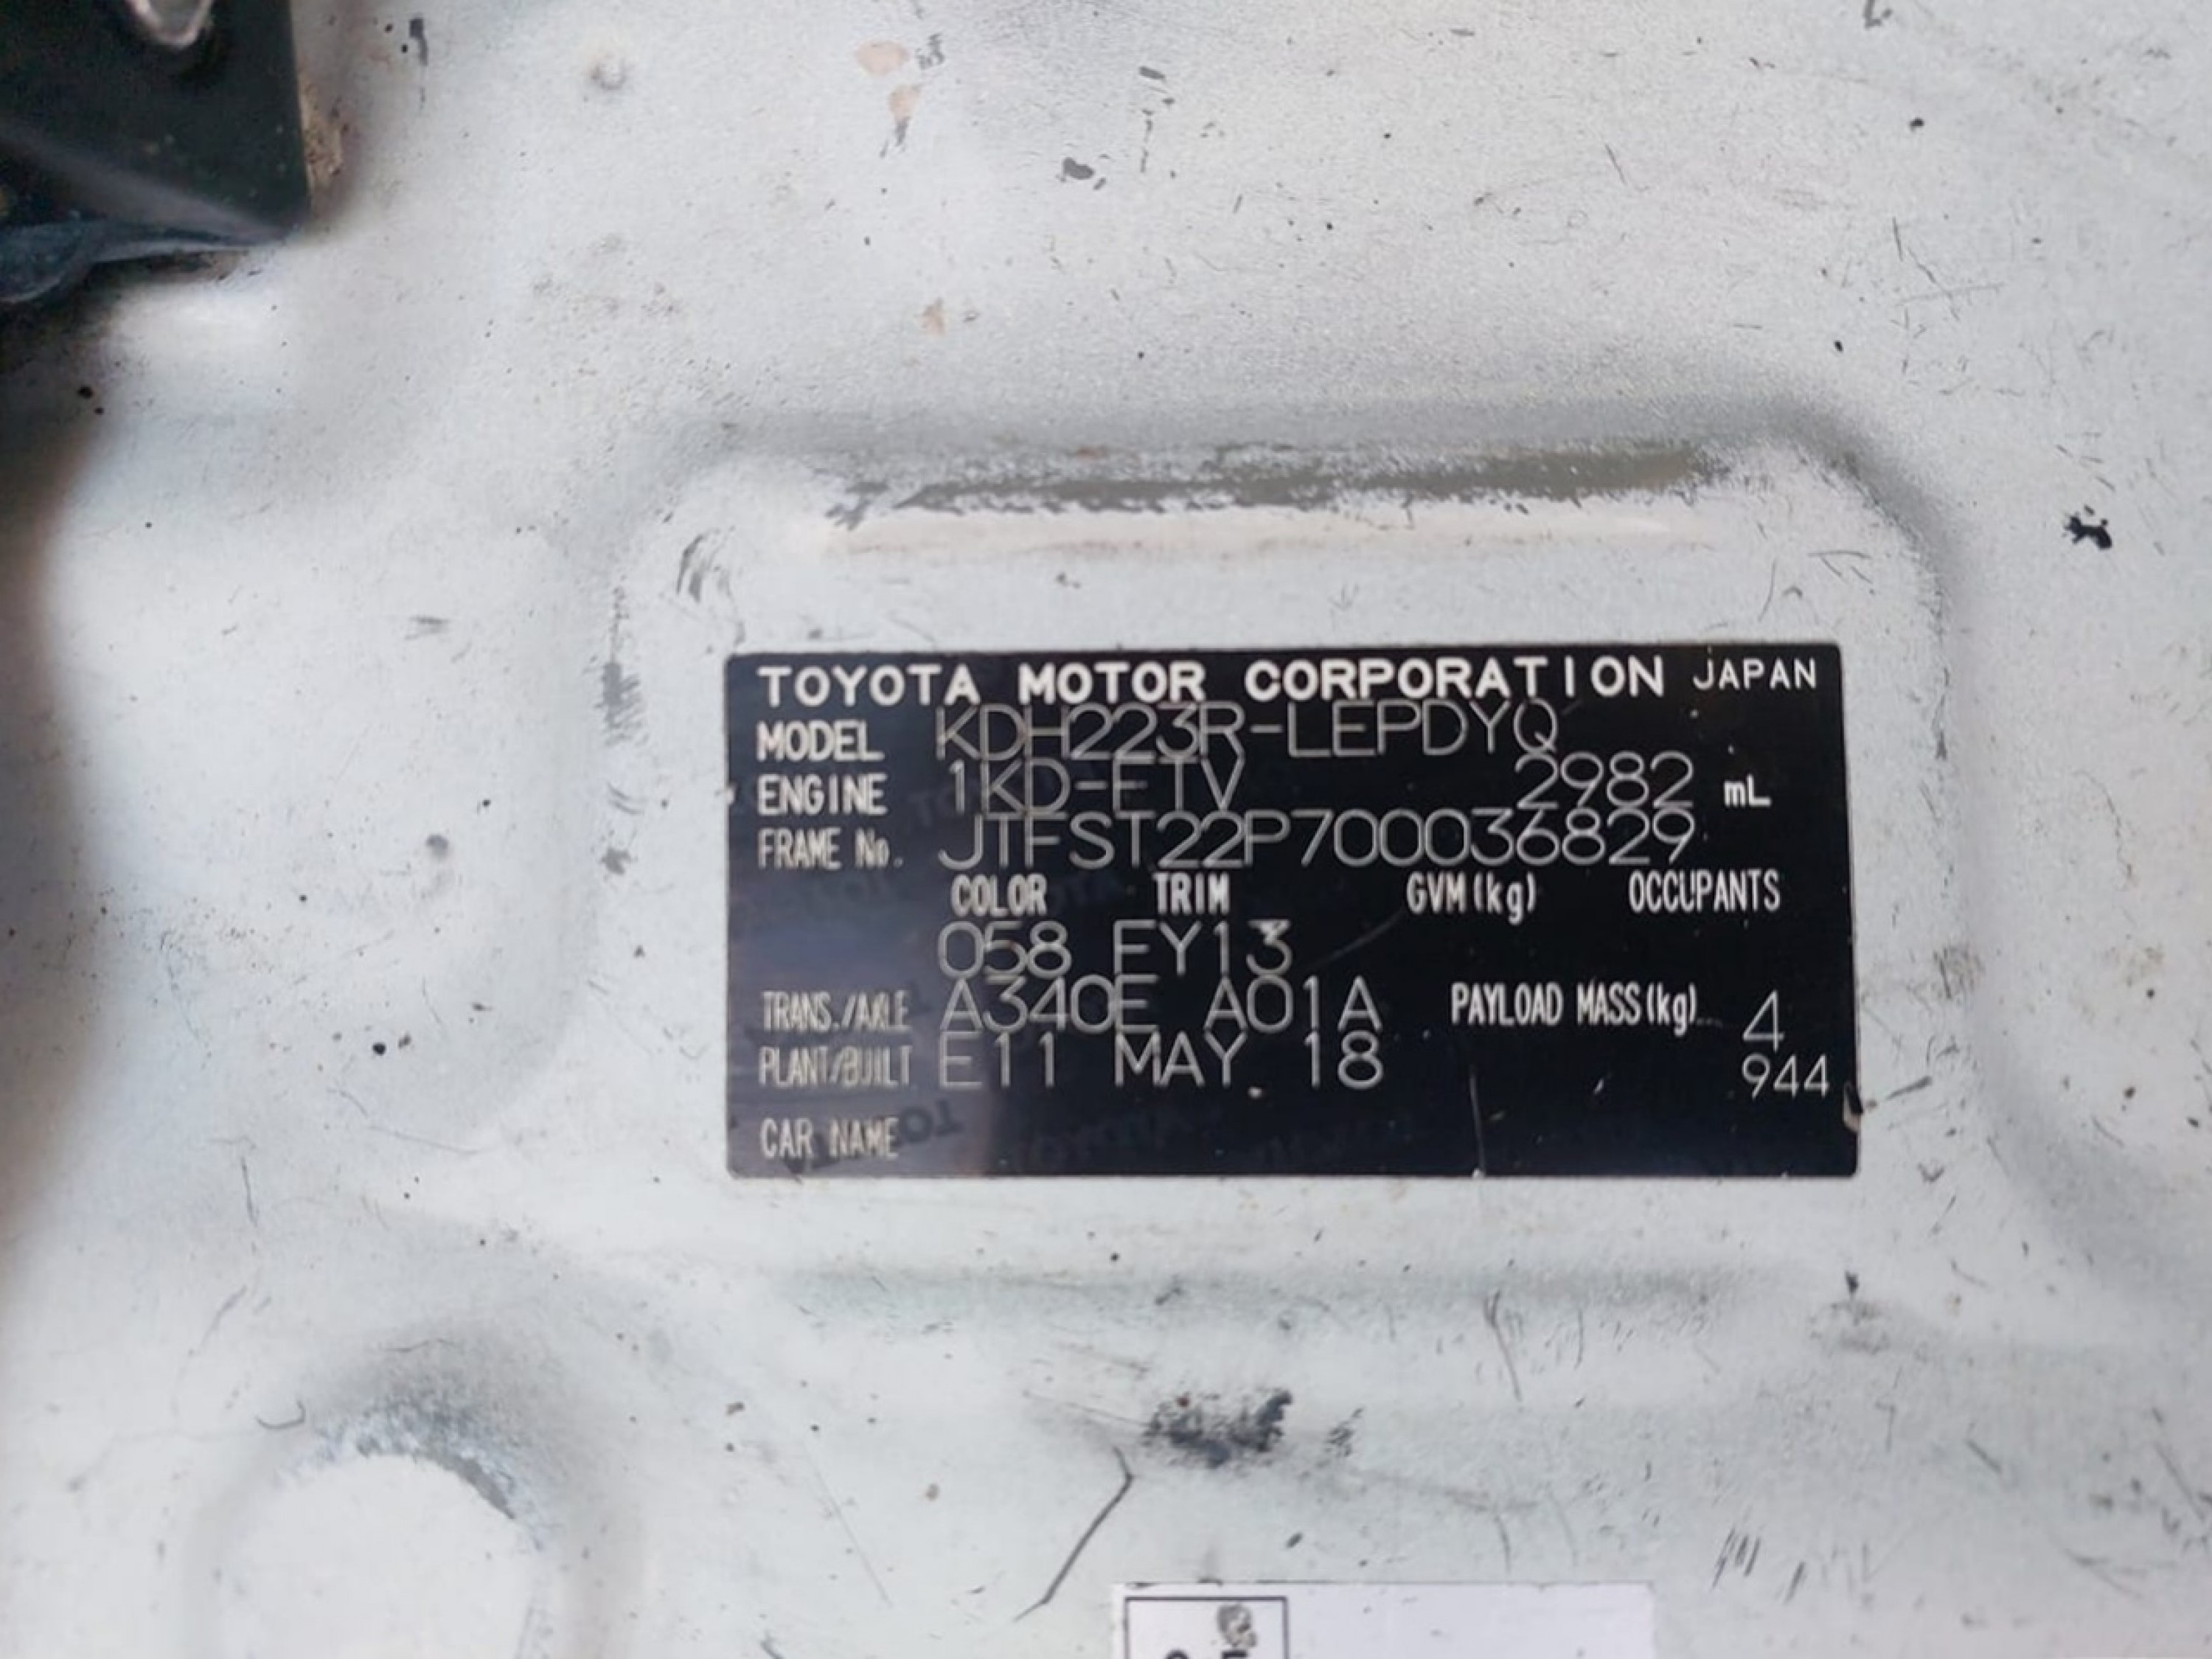 TOYOTA MOTOR CORPORATION JAPAN
MODEL KDH223R-LEPDYQ
ENGINE 1KD-FTV 2982 mL
FRAME No. JTFST22P700036829
COLOR TRIM GVM(kg) OCCUPANTS
058 FY13
TRANS./AXLE A340E A01A PAYLOAD MASS(kg) 4
PLANT/BUILT E11 MAY. 18 944
CAR NAME